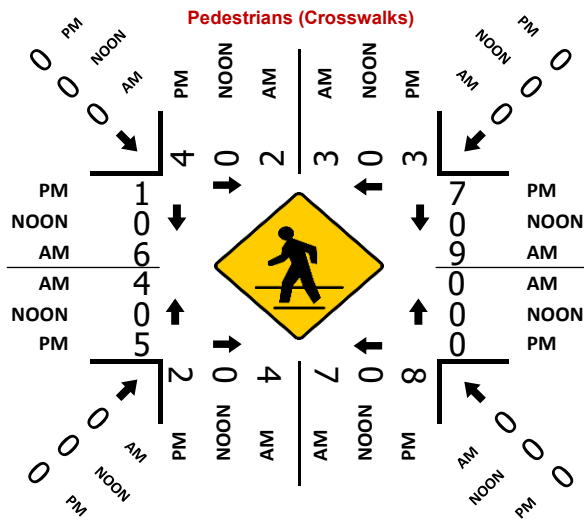 Pedestrians (Crosswalks)
PM NOON AM
0 0 0
PM NOON AM AM NOON PM
4 0 2 3 0 3
PM NOON AM
0 0 0
PM 1 7 PM
NOON 0 0 NOON
AM 6 9 AM
AM 4 0 AM
NOON 0 0 NOON
PM 5 0 PM
2 0 4 7 0 8
PM NOON AM AM NOON PM
0 0 0
AM NOON PM
0 0 0
AM NOON PM